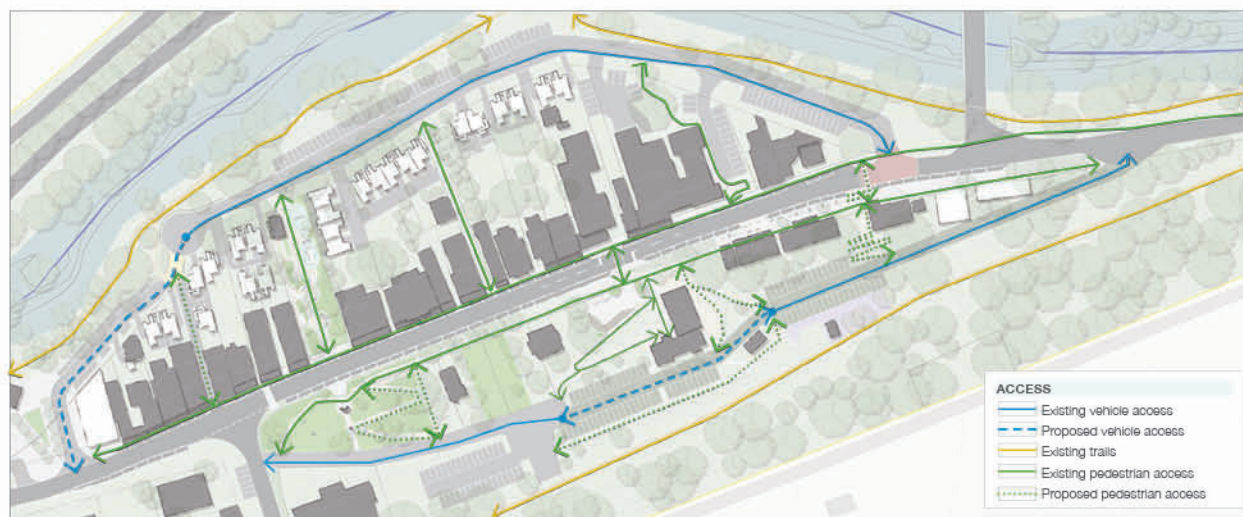 ACCESS
Existing vehicle access
Proposed vehicle access
Existing trails
Existing pedestrian access
Proposed pedestrian access